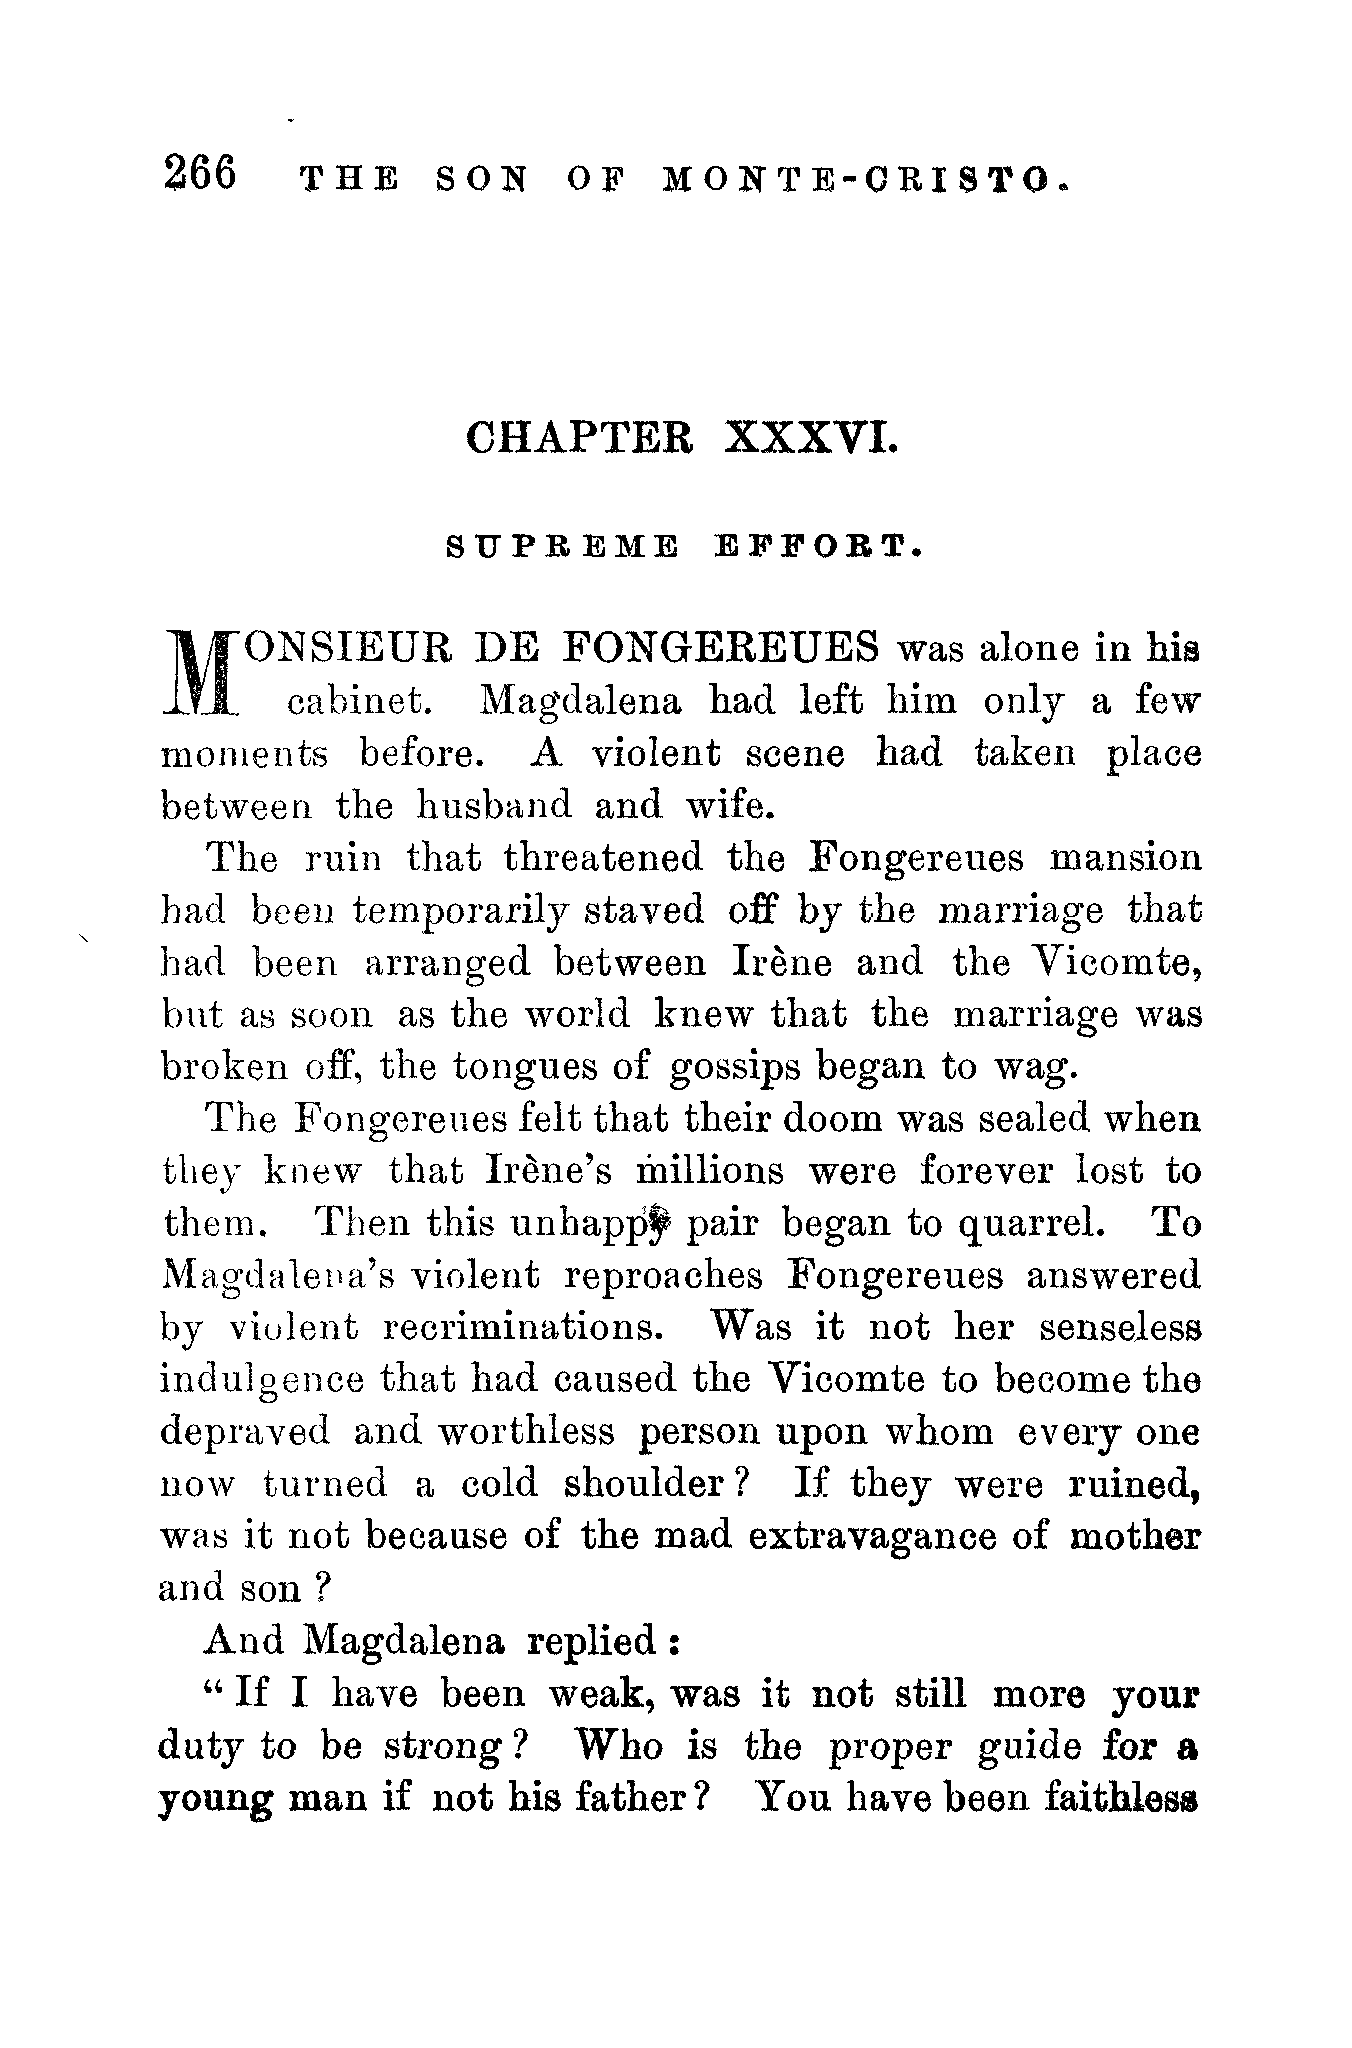 266 THE SON OF MONTE-CRISTO.
CHAPTER XXXVI.
SUPREME EFFORT.
MONSIEUR DE FONGEREUES was alone in his
cabinet. Magdalena had left him only a few
moments before. A violent scene had taken place
between the husband and wife.
The ruin that threatened the Fongereues mansion
had been temporarily staved off by the marriage that
had been arranged between Irène and the Vicomte,
but as soon as the world knew that the marriage was
broken off, the tongues of gossips began to wag.
The Fongereues felt that their doom was sealed when
they knew that Irène's millions were forever lost to
them. Then this unhappy pair began to quarrel. To
Magdalena's violent reproaches Fongereues answered
by violent recriminations. Was it not her senseless
indulgence that had caused the Vicomte to become the
depraved and worthless person upon whom every one
now turned a cold shoulder? If they were ruined,
was it not because of the mad extravagance of mother
and son?
And Magdalena replied:
"If I have been weak, was it not still more your
duty to be strong? Who is the proper guide for a
young man if not his father? You have been faithless